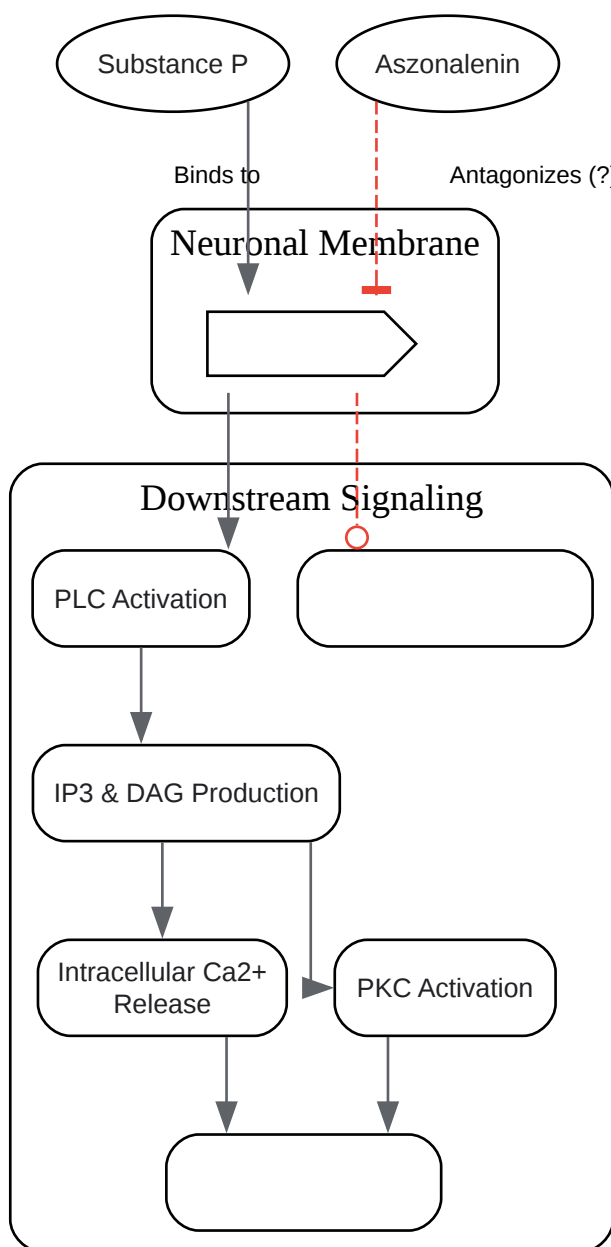 Substance P
Aszonalenin
Binds to
Antagonizes (?)
Neuronal Membrane
Downstream Signaling
PLC Activation
IP3 & DAG Production
Intracellular Ca2+
Release
PKC Activation